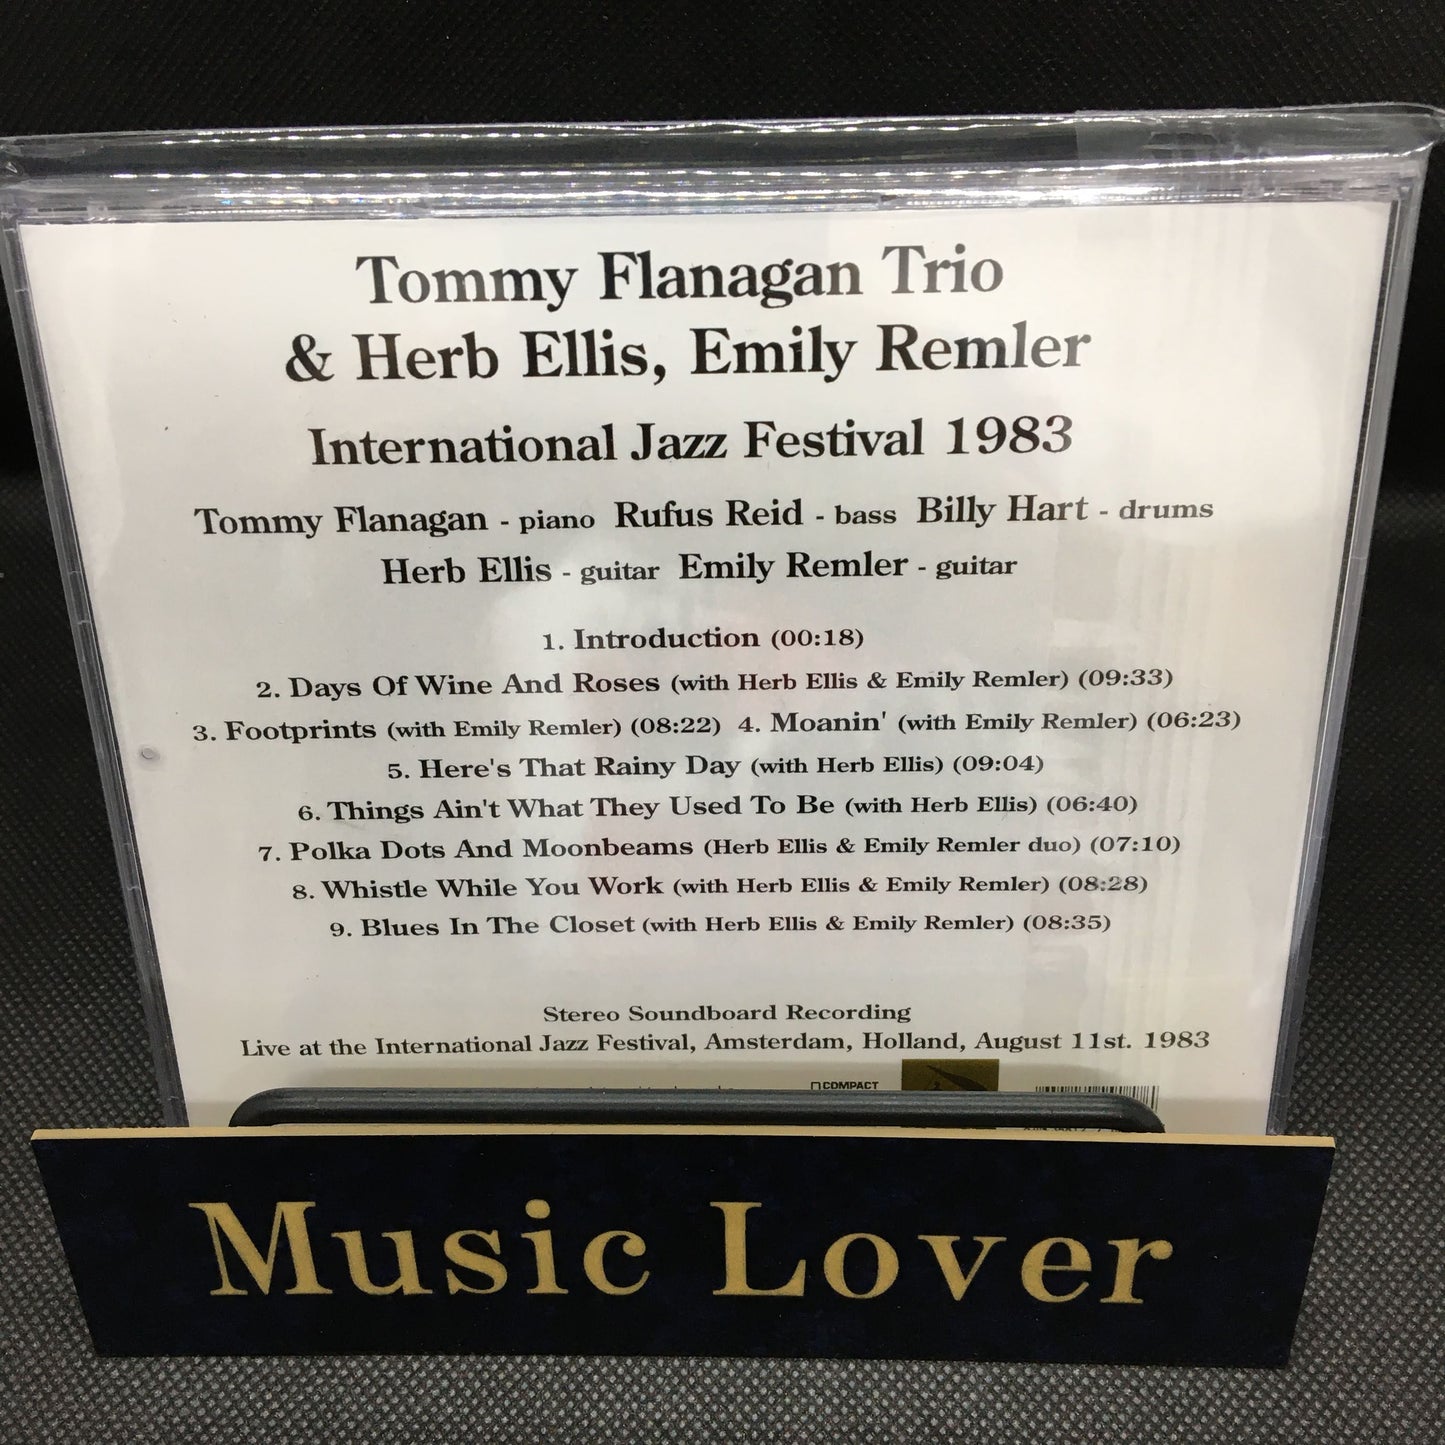 Tommy Flanagan Trio
& Herb Ellis, Emily Remler
International Jazz Festival 1983
Tommy Flanagan - piano Rufus Reid - bass Billy Hart - drums
Herb Ellis - guitar Emily Remler - guitar
1. Introduction (00:18)
2. Days Of Wine And Roses (with Herb Ellis & Emily Remler) (09:33)
3. Footprints (with Emily Remler) (08:22) 4. Moanin' (with Emily Remler) (06:23)
5. Here's That Rainy Day (with Herb Ellis) (09:04)
6. Things Ain't What They Used To Be (with Herb Ellis) (06:40)
7. Polka Dots And Moonbeams (Herb Ellis & Emily Remler duo) (07:10)
8. Whistle While You Work (with Herb Ellis & Emily Remler) (08:28)
9. Blues In The Closet (with Herb Ellis & Emily Remler) (08:35)
Stereo Soundboard Recording
Live at the International Jazz Festival, Amsterdam, Holland, August 11st. 1983
COMPACT
Music Lover